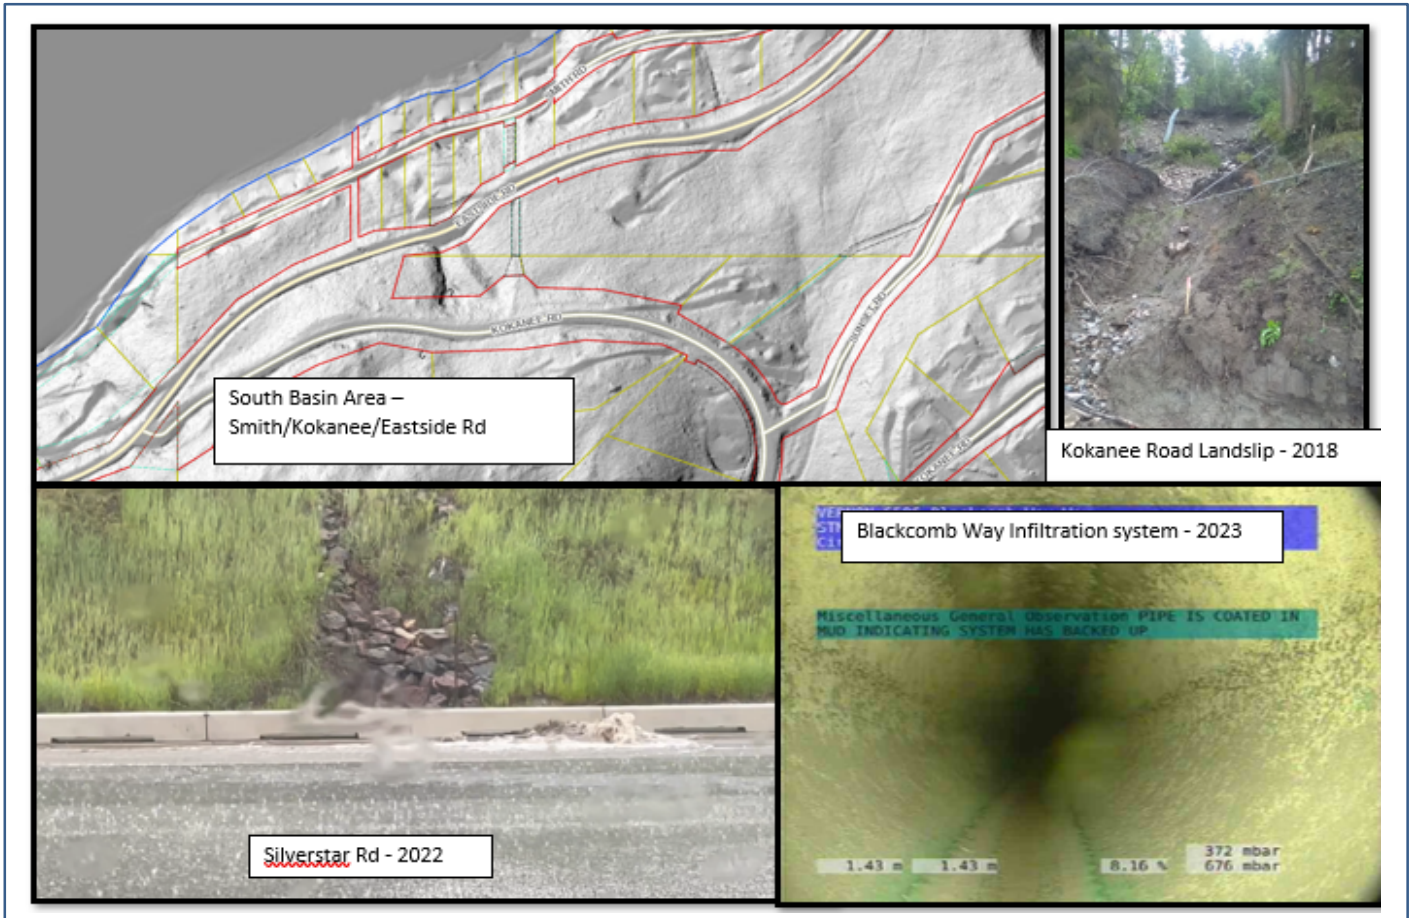 SMITH RD
EASTSIDE RD
KOKANEE RD
KOKANEE RD
South Basin Area –
Smith/Kokanee/Eastside Rd
Kokanee Road Landslip - 2018
Blackcomb Way Infiltration system - 2023
Miscellaneous General Observation PIPE IS COATED IN
MUD INDICATING SYSTEM HAS BACKED UP
372 mbar
1.43 m 1.43 m 8.16 % 676 mbar
Silverstar Rd - 2022